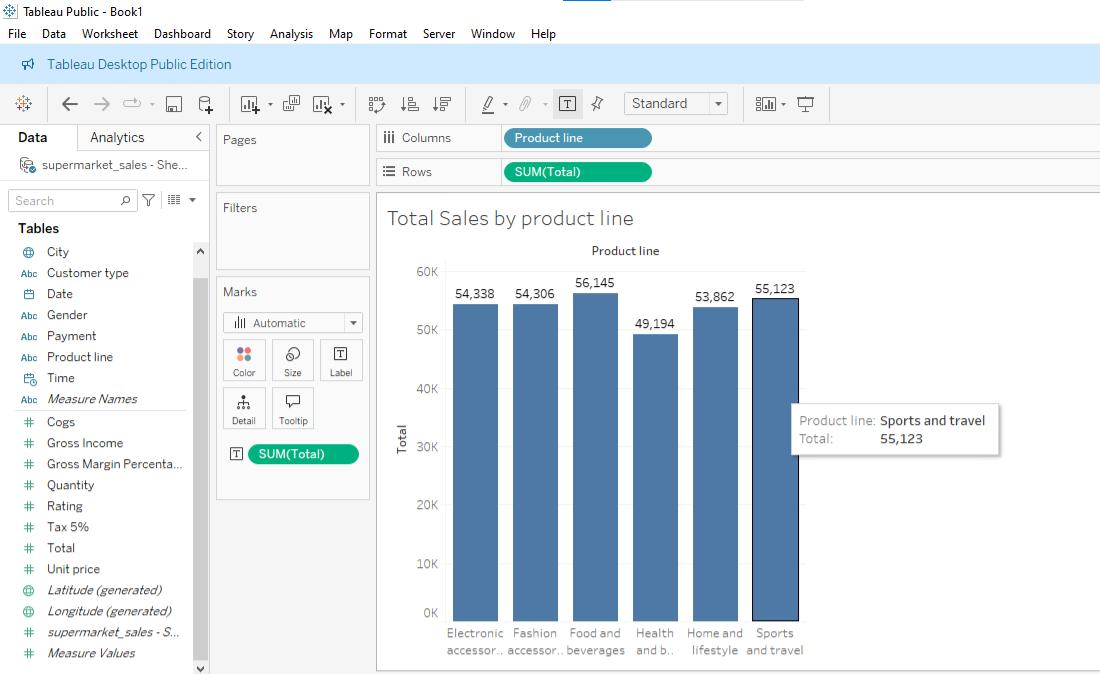 Tableau Public - Book1
File Data Worksheet Dashboard Story Analysis Map Format Server Window Help
Tableau Desktop Public Edition
Standard
Data Analytics
supermarket_sales - She...
Search
Tables
City
Abc Customer type
Date
Abc Gender
Abc Payment
Abc Product line
Time
Abc Measure Names
# Cogs
# Gross Income
# Gross Margin Percenta...
# Quantity
# Rating
# Tax 5%
# Total
# Unit price
Latitude (generated)
Longitude (generated)
# supermarket_sales - S...
# Measure Values
Pages
Filters
Marks
Automatic
Color Size Label
Detail Tooltip
SUM(Total)
Columns Product line
Rows SUM(Total)
Total Sales by product line
Product line
60K
50K
40K
30K
20K
10K
0K
Total
54,338 54,306 56,145 49,194 53,862 55,123
Product line: Sports and travel
Total: 55,123
Electronic accessor..
Fashion accessor..
Food and beverages
Health and b..
Home and lifestyle
Sports and travel